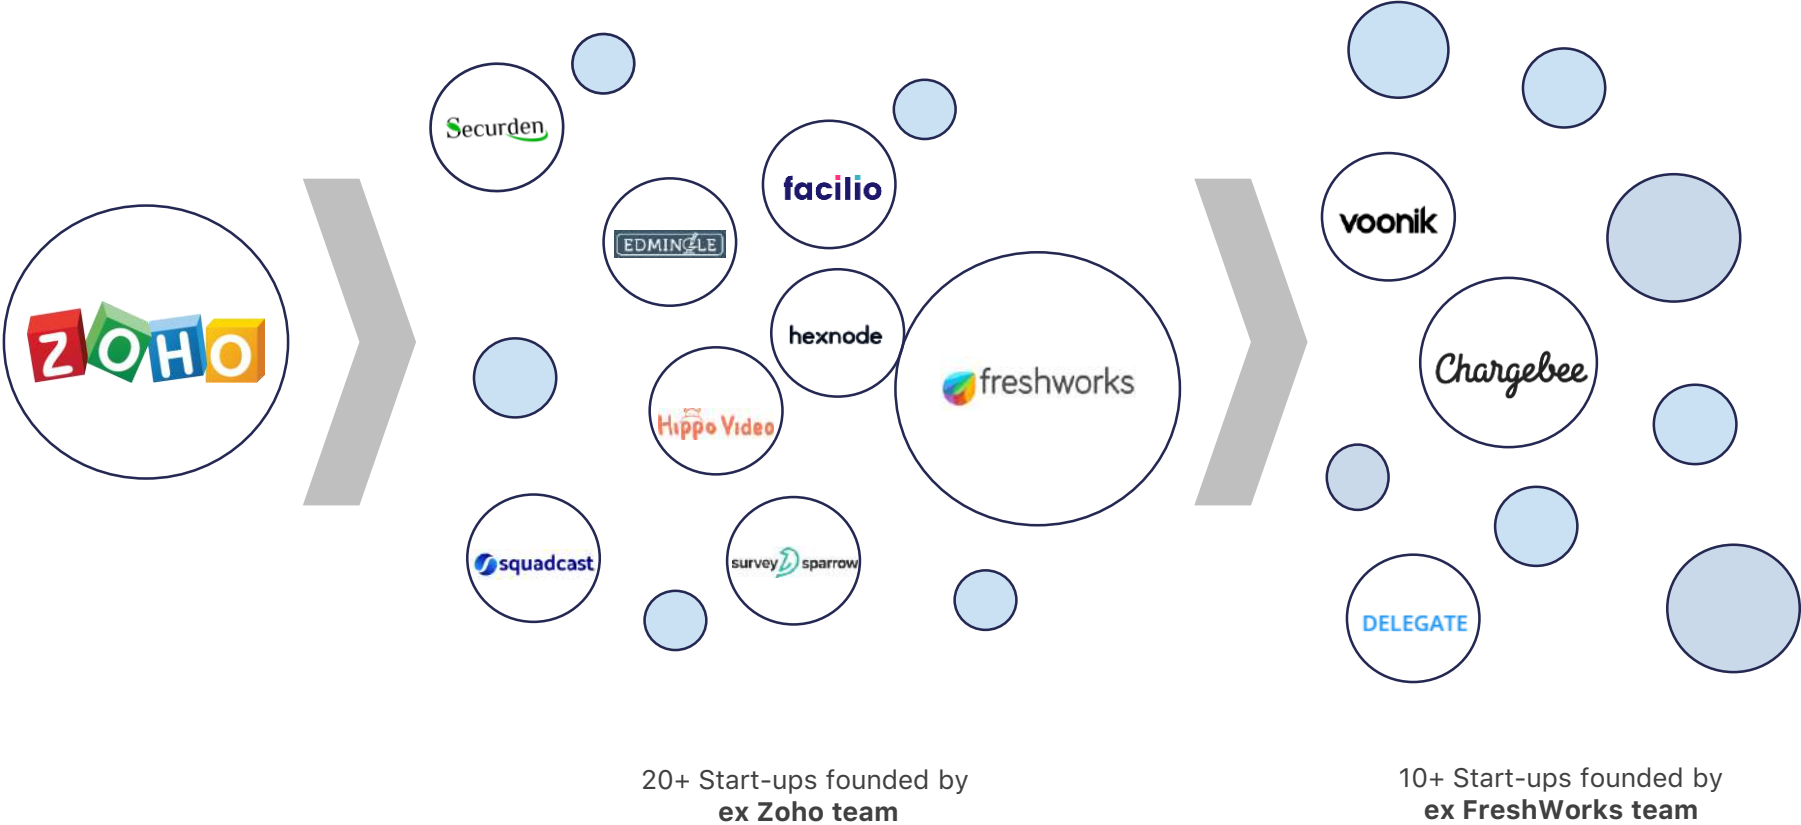 ZOHO
Securden
facilio
EDMINGLE
hexnode
freshworks
Hippo Video
squadcast
survey sparrow
voonik
Chargebee
DELEGATE
20+ Start-ups founded by
ex Zoho team
10+ Start-ups founded by
ex FreshWorks team